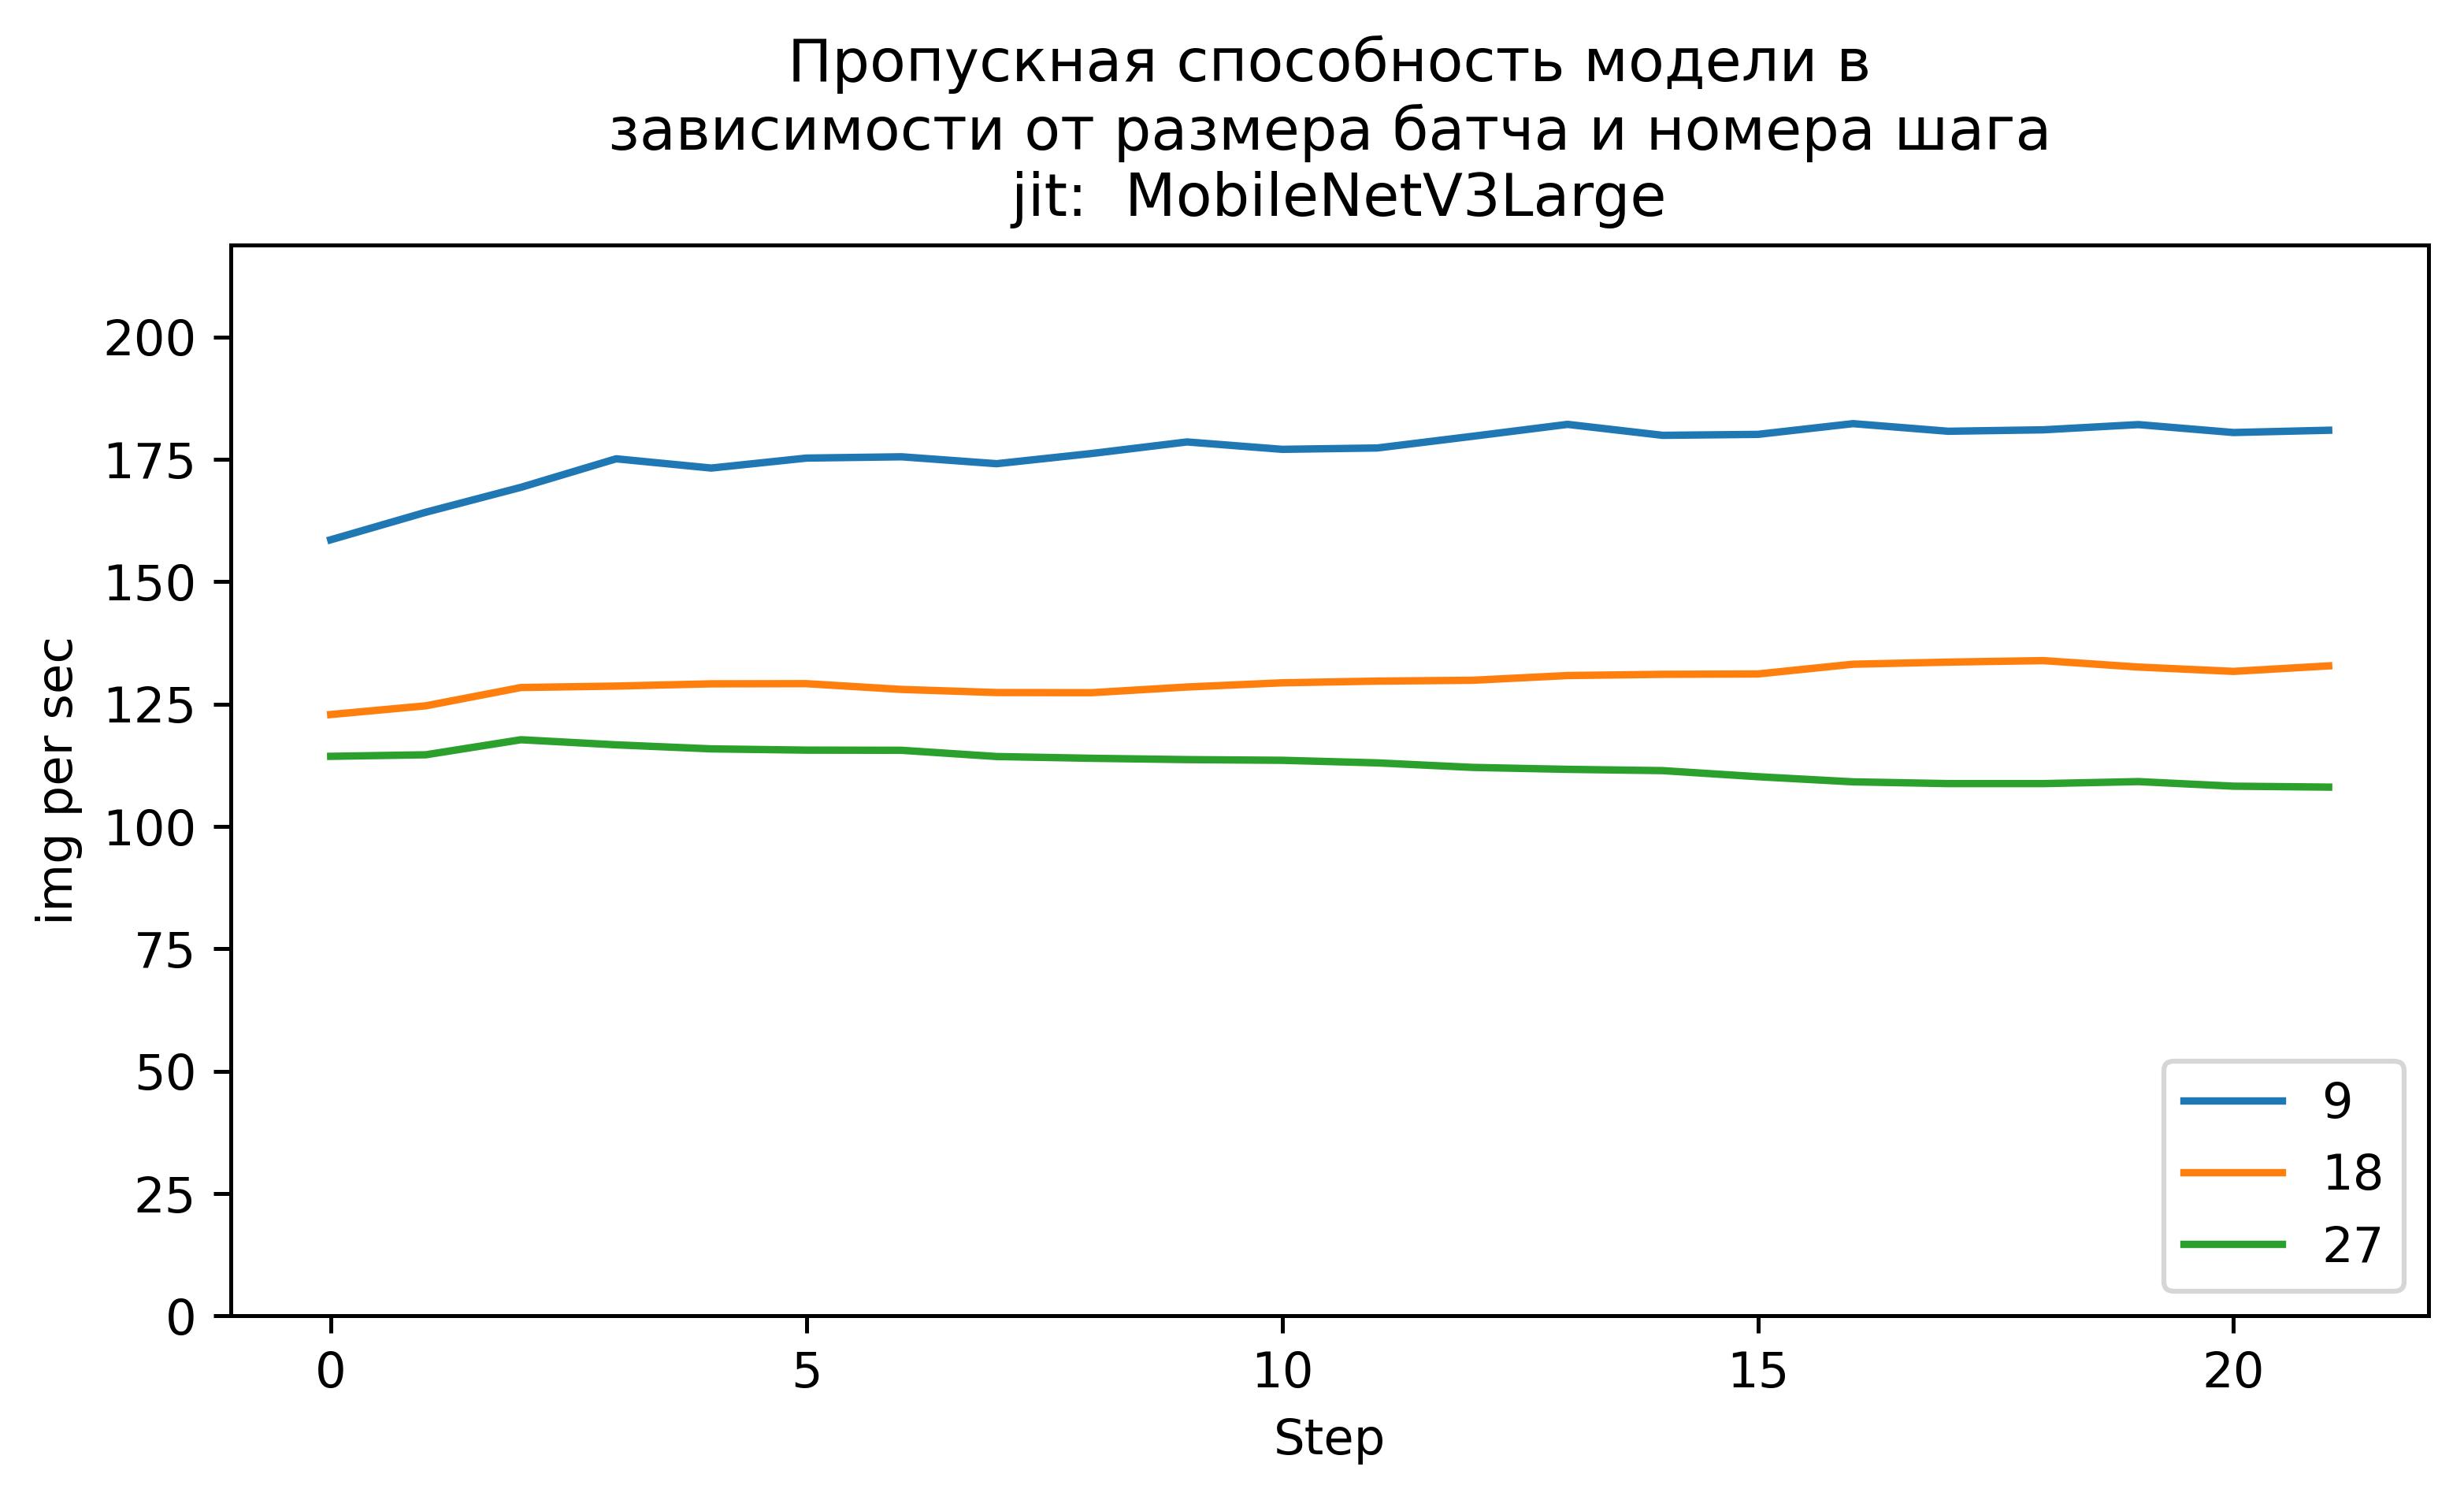 Пропускная способность модели в
зависимости от размера батча и номера шага
jit:  MobileNetV3Large
img per sec
200
175
150
125
100
75
50
25
0
0 5 10 15 20
Step
9
18
27